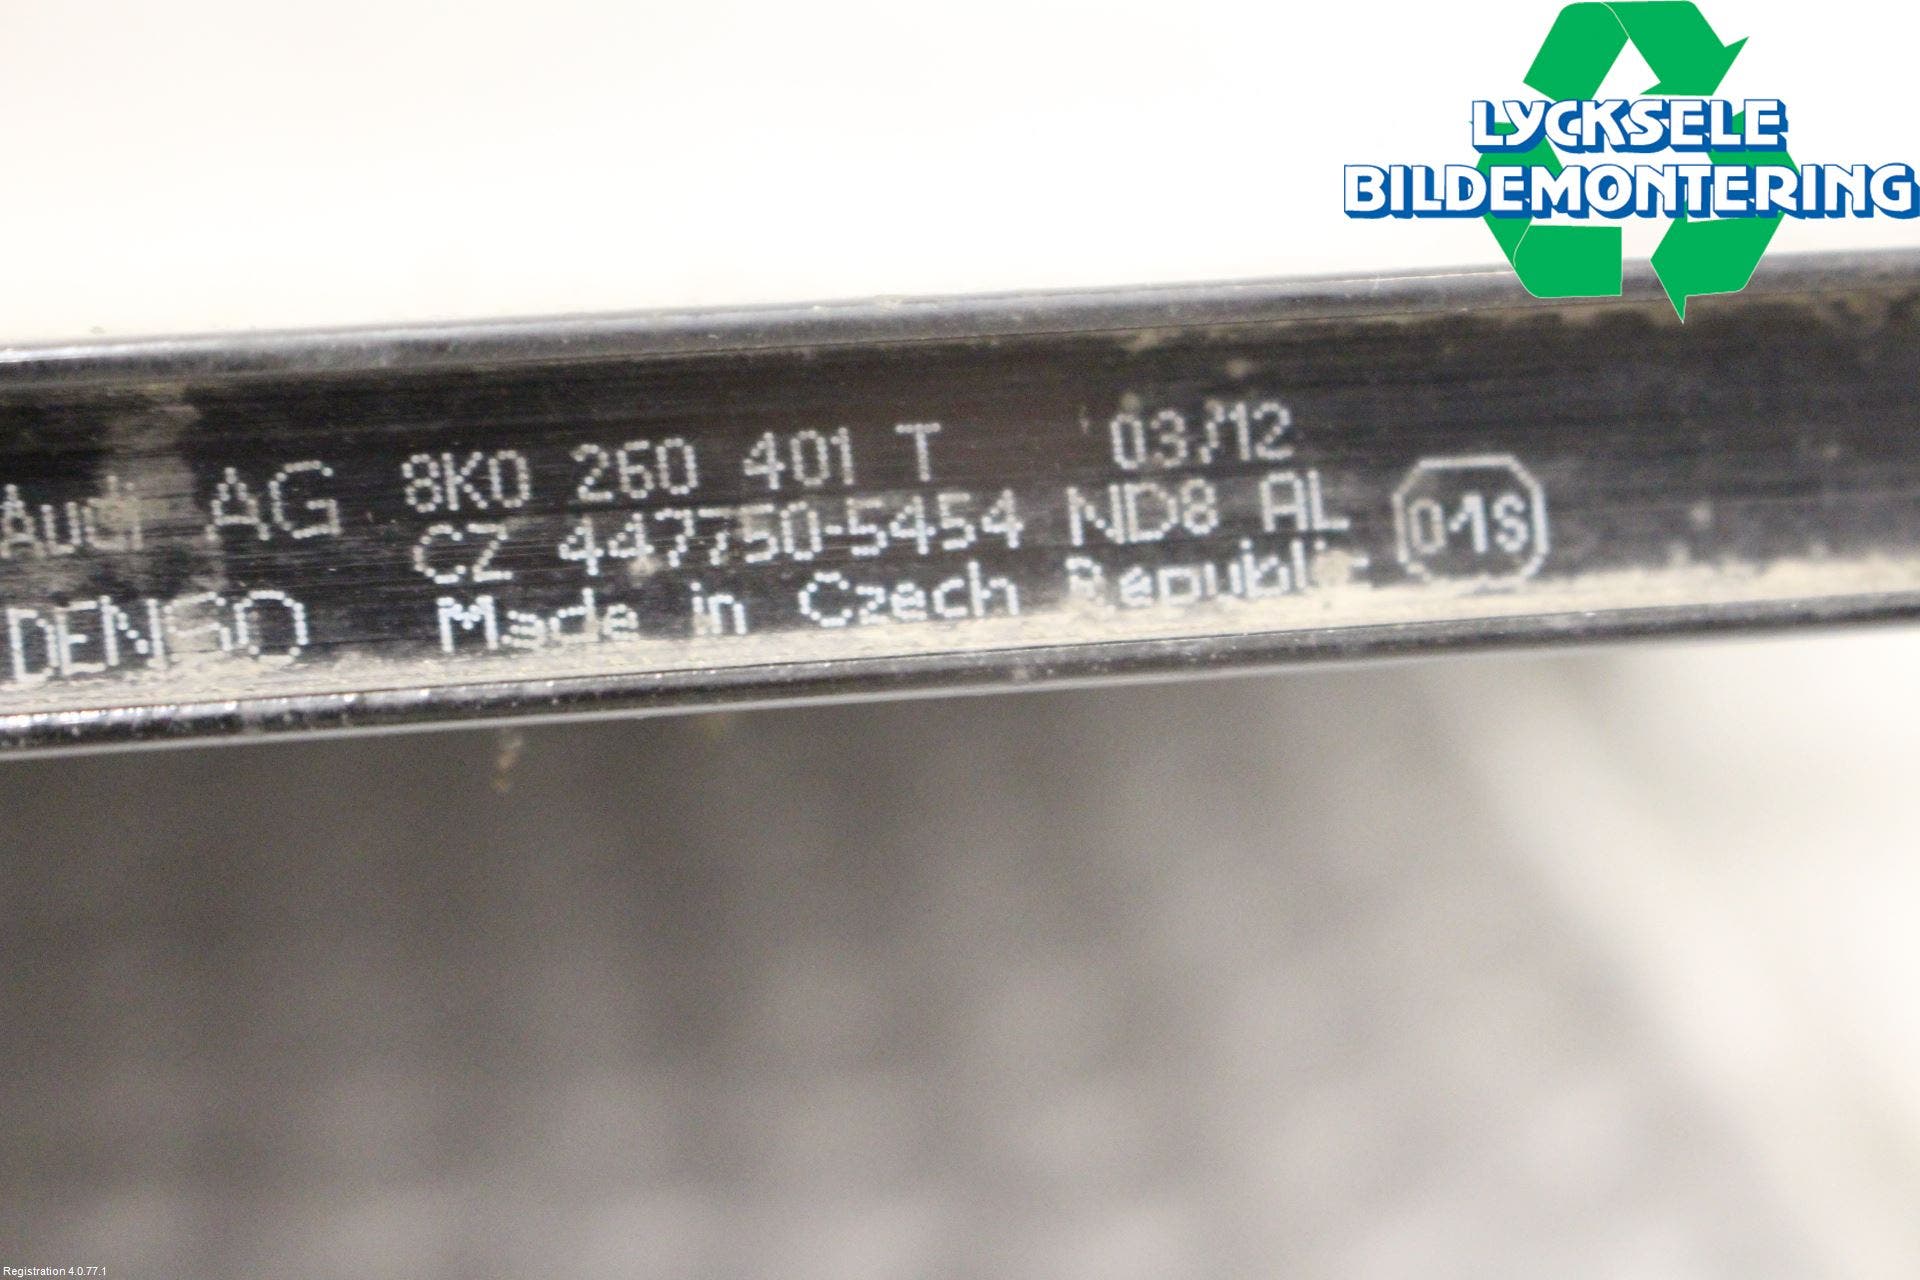 LYCKSELE
BILDEMONTERING
Audi AG 8K0 260 401 T 03/12
CZ 447750-5454 ND8 AL 01S
DENSO Made in Czech Republic
Registration 4.0.77.1